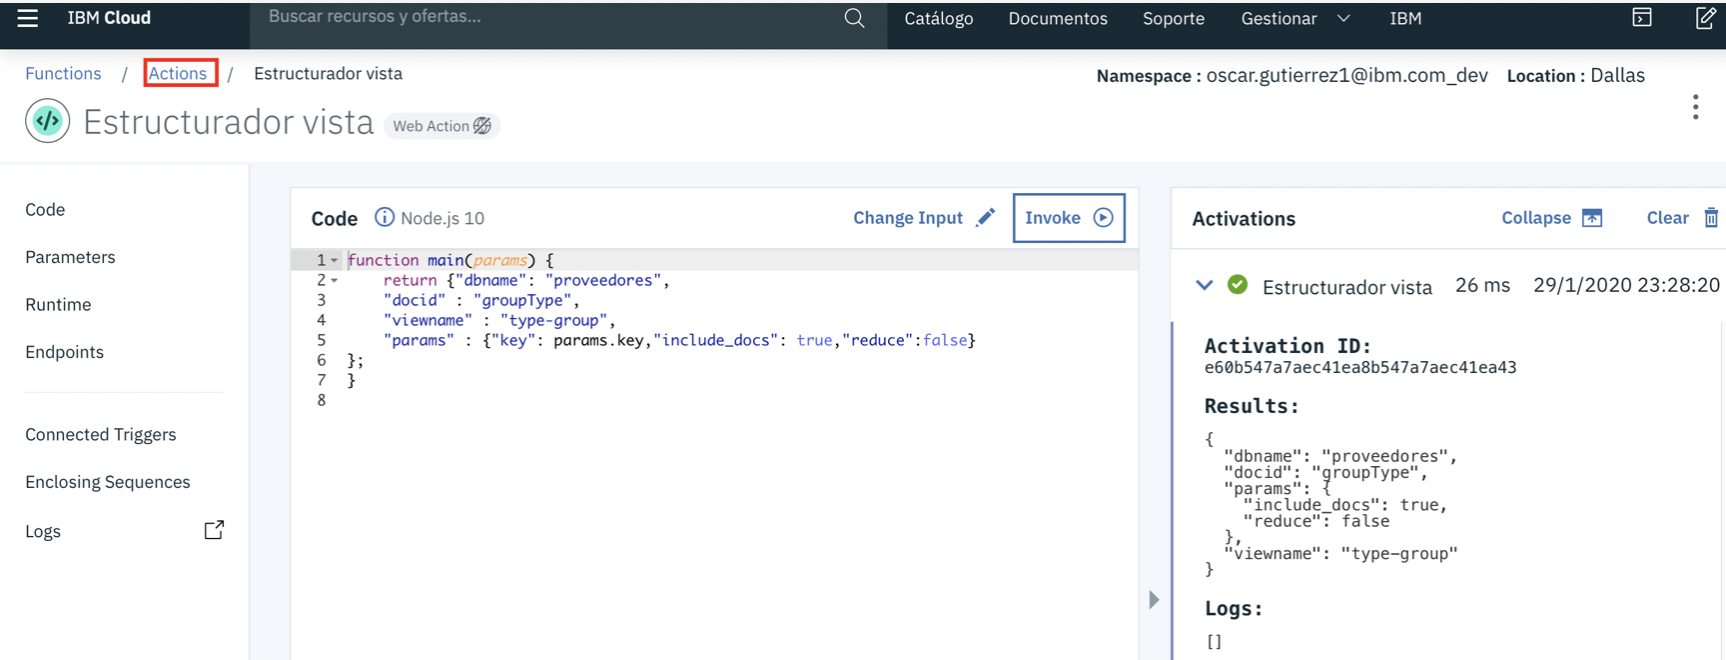 IBM Cloud
Buscar recursos y ofertas...
Catálogo
Documentos
Soporte
Gestionar
IBM
Functions / Actions / Estructurador vista
Namespace : oscar.gutierrez1@ibm.com_dev Location : Dallas
Estructurador vista
Web Action
Code
Parameters
Runtime
Endpoints
Connected Triggers
Enclosing Sequences
Logs
Code
Node.js 10
Change Input
Invoke
1 function main(params) {
2 return {"dbname": "proveedores",
3 "docid" : "groupType",
4 "viewname" : "type-group",
5 "params" : {"key": params.key,"include_docs": true,"reduce":false}
6 };
7 }
8
Activations
Collapse
Clear
Estructurador vista 26 ms 29/1/2020 23:28:20
Activation ID:
e60b547a7aec41ea8b547a7aec41ea43
Results:
{
"dbname": "proveedores",
"docid": "groupType",
"params": {
"include_docs": true,
"reduce": false
},
"viewname": "type-group"
}
Logs:
[]